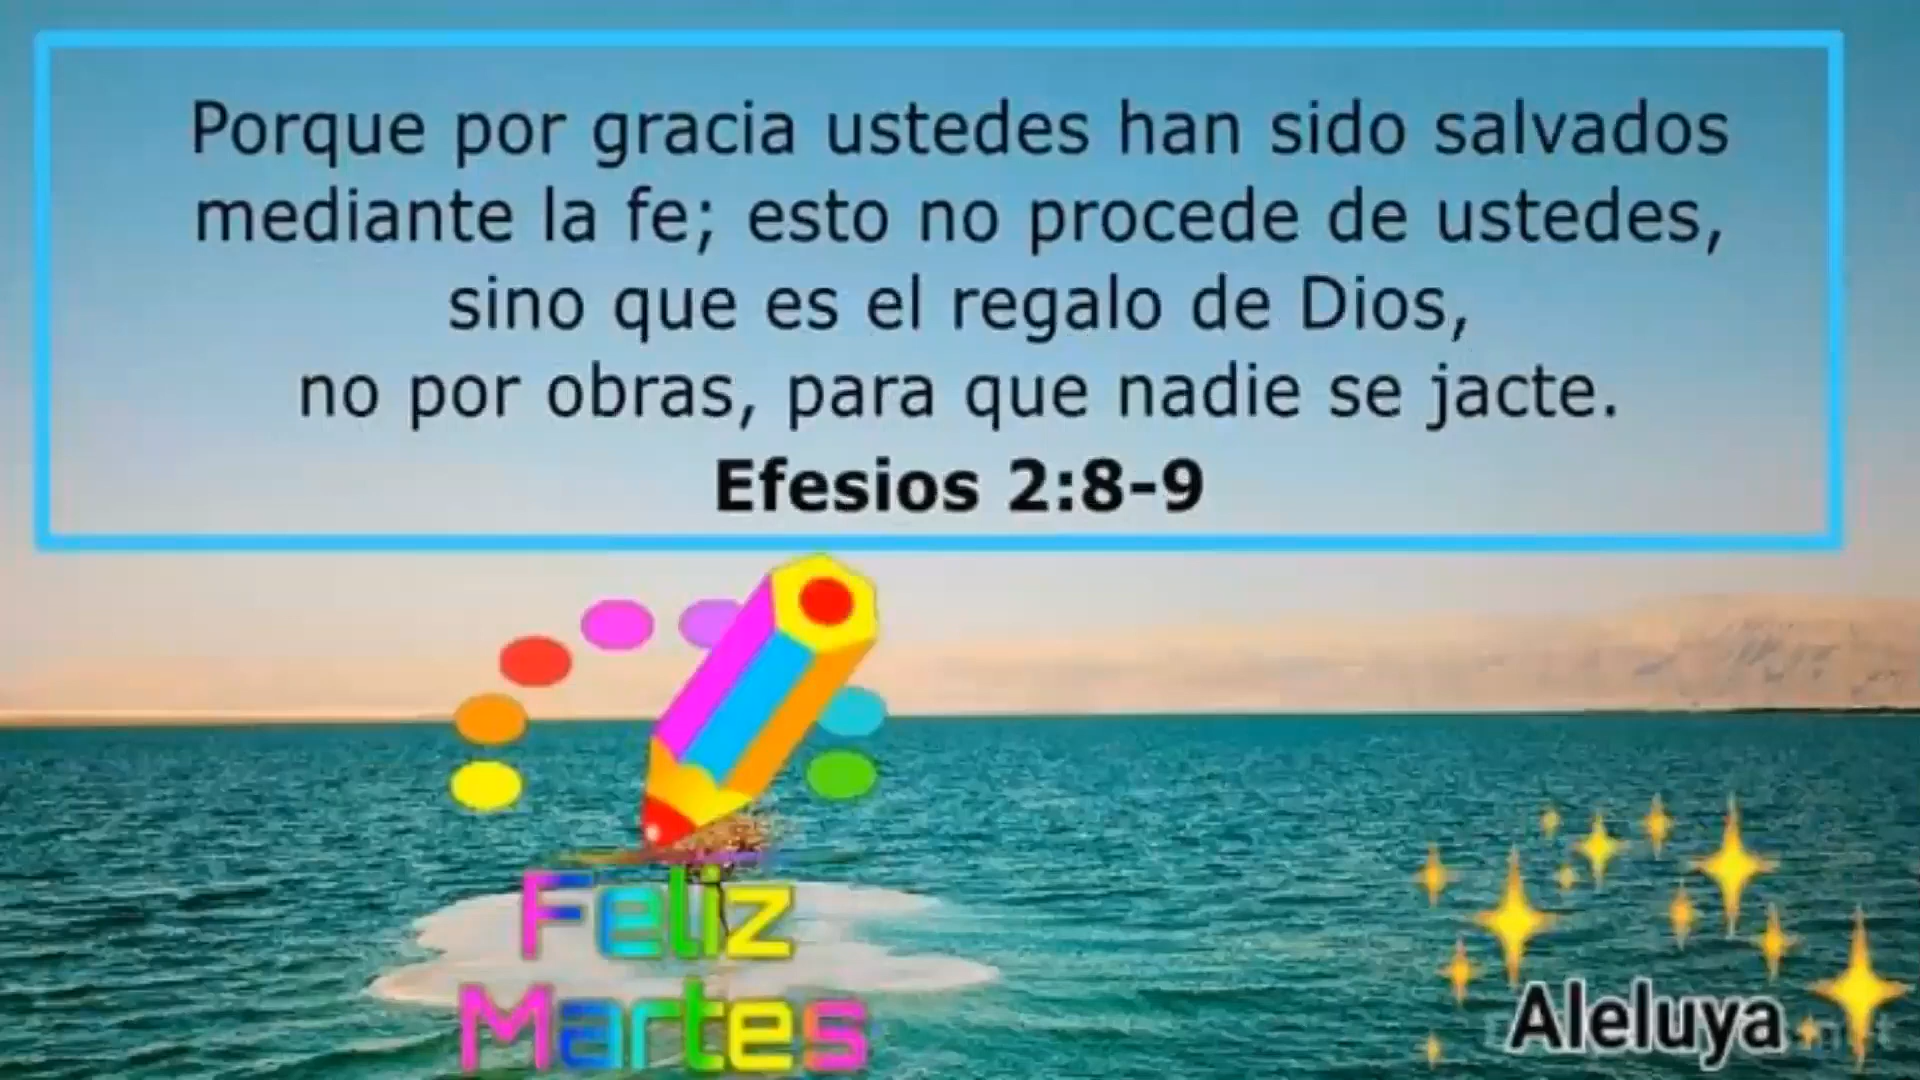 Porque por gracia ustedes han sido salvados
mediante la fe; esto no procede de ustedes,
sino que es el regalo de Dios,
no por obras, para que nadie se jacte.
Efesios 2:8-9
Feliz
Martes
Aleluya